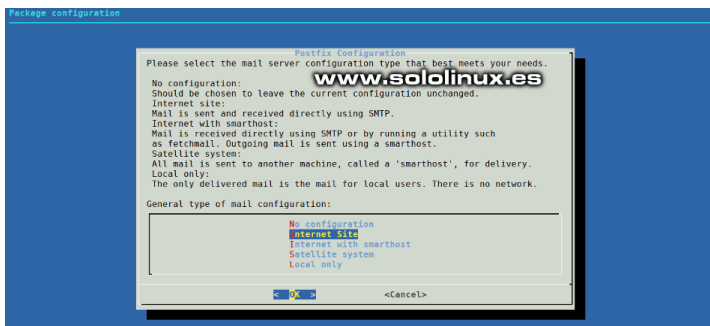 Package configuration
Postfix Configuration
Please select the mail server configuration type that best meets your needs.
www.sololinux.es
No configuration:
Should be chosen to leave the current configuration unchanged.
Internet site:
Mail is sent and received directly using SMTP.
Internet with smarthost:
Mail is received directly using SMTP or by running a utility such
as fetchmail. Outgoing mail is sent using a smarthost.
Satellite system:
All mail is sent to another machine, called a 'smarthost', for delivery.
Local only:
The only delivered mail is the mail for local users. There is no network.
General type of mail configuration:
No configuration
Internet Site
Internet with smarthost
Satellite system
Local only
< OK > <Cancel>